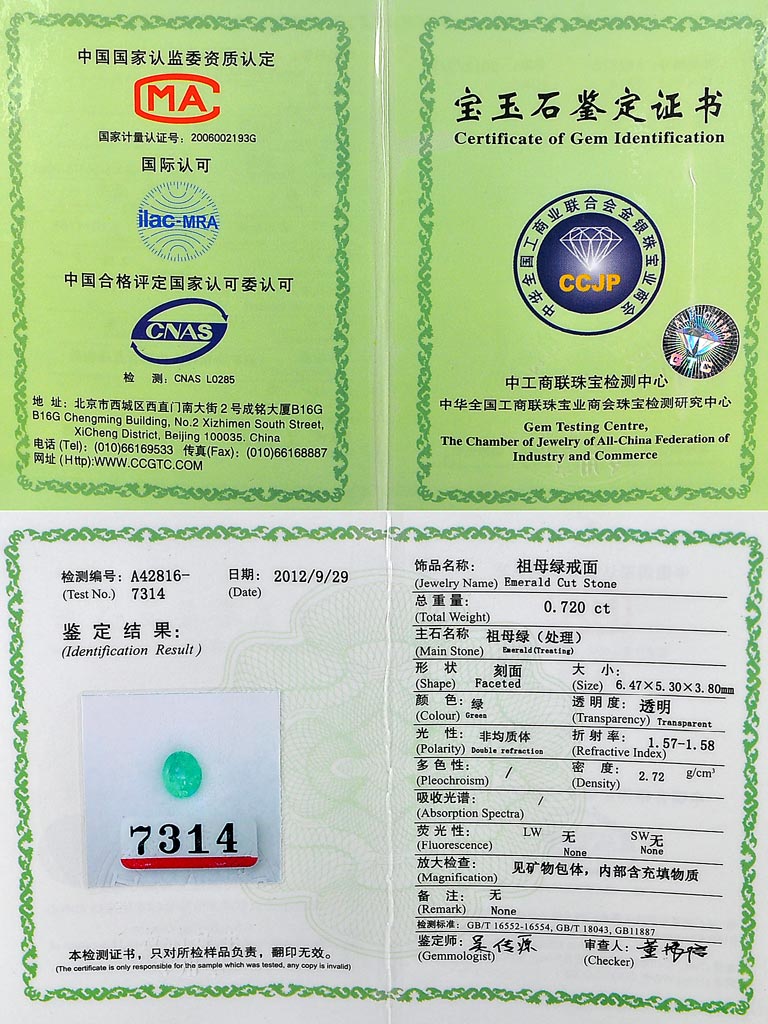 中国国家认监委资质认定
MA
国家计量认证号：2006002193G
国际认可
ilac-MRA
中国合格评定国家认可委认可
CNAS
检 测：CNAS L0285
地 址：北京市西城区西直门南大街2号成铭大厦B16G
B16G Chengming Building, No.2 Xizhimen South Street,
XiCheng District, Beijing 100035. China
电话(Tel)：(010)66169533 传真(Fax)：(010)66168887
网址(Http):WWW.CCGTC.COM
宝玉石鉴定证书
Certificate of Gem Identification
中华全国工商业联合会金银珠宝业商会
CCJP
GTC
中工商联珠宝检测中心
中华全国工商联珠宝业商会珠宝检测研究中心
Gem Testing Centre,
The Chamber of Jewelry of All-China Federation of
Industry and Commerce
检测编号：A42816-
(Test No.) 7314
日期：2012/9/29
(Date)
鉴定结果：
(Identification Result)
7314
本检测证书，只对所检样品负责，翻印无效。
(The certificate is only responsible for the sample which was tested, any copy is invalid)
饰品名称： 祖母绿戒面
(Jewelry Name) Emerald Cut Stone
总重量： 0.720 ct
(Total Weight)
主石名称 祖母绿（处理）
(Main Stone) Emerald(Treating)
形 状 刻面 大 小：
(Shape) Faceted (Size) 6.47×5.30×3.80mm
颜 色：绿 透明度：透明
(Colour) Green (Transparency) Transparent
光 性： 非均质体 折射率： 1.57-1.58
(Polarity) Double refraction (Refractive Index)
多色性： / 密 度： 2.72 g/cm³
(Pleochroism) (Density)
吸收光谱： /
(Absorption Spectra)
荧光性： LW 无 SW 无
(Fluorescence) None None
放大检查： 见矿物包体，内部含充填物质
(Magnification)
备 注： 无
(Remark) None
检测标准：GB/T 16552-16554, GB/T 18043, GB11887
鉴定师： 审查人：
(Gemmologist) (Checker)